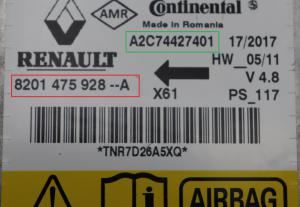 AMR Continental
Made in Romania
A2C74427401 17/2017
RENAULT HW__05/11
8201 475 928 --A V 4.8
X61 PS_117
*TNR7D26A5XQ*
! i AIRBAG